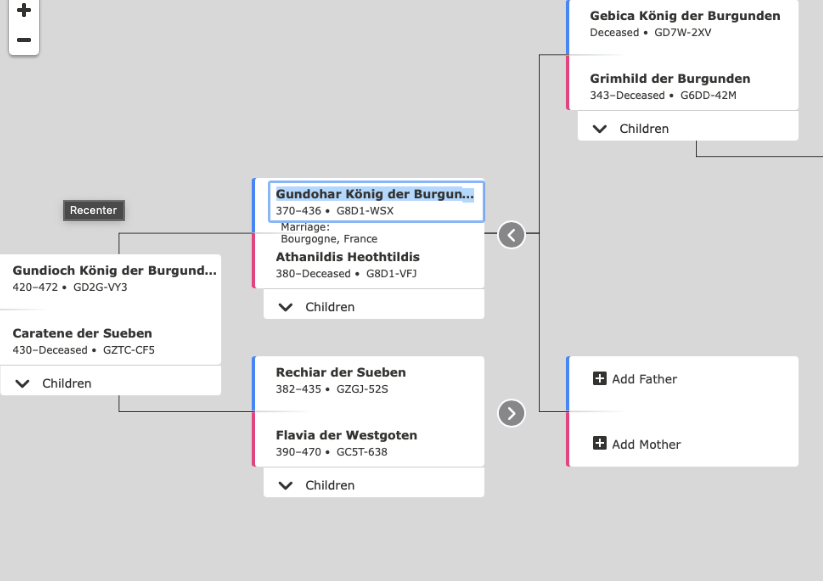 Gebica König der Burgunden
Deceased • GD7W-2XV
Grimhild der Burgunden
343–Deceased • G6DD-42M
Children
Gundohar König der Burgun...
370–436 • G8D1-WSX
Marriage:
Bourgogne, France
Athanildis Heothtildis
380–Deceased • G8D1-VFJ
Children
Recenter
Gundioch König der Burgund...
420–472 • GD2G-VY3
Caratene der Sueben
430–Deceased • GZTC-CF5
Children
Rechiar der Sueben
382–435 • GZGJ-52S
Flavia der Westgoten
390–470 • GC5T-638
Children
Add Father
Add Mother